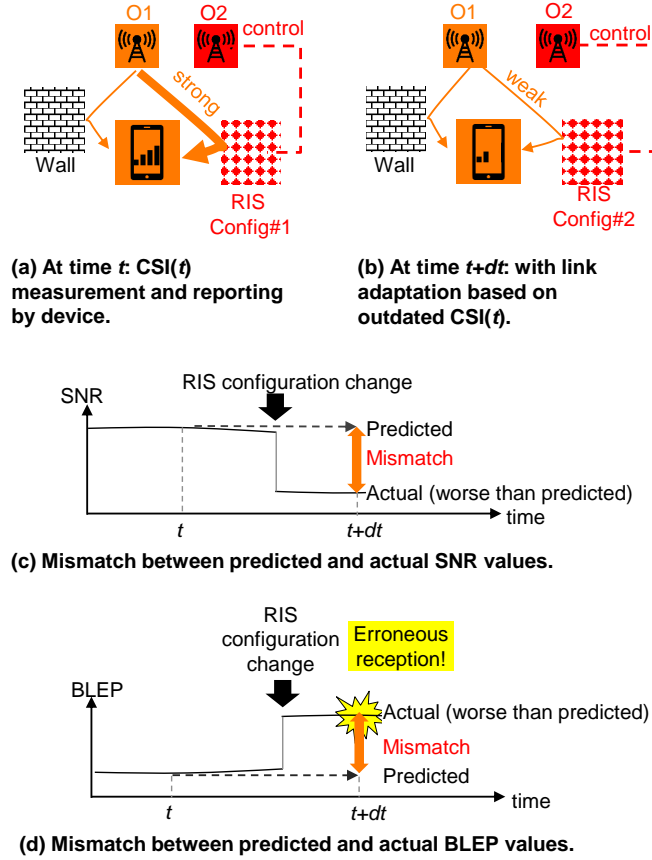 O1
O2
control
strong
Wall
RIS
Config#1
(a) At time t: CSI(t)
measurement and reporting
by device.
O1
O2
control
weak
Wall
RIS
Config#2
(b) At time t+dt: with link
adaptation based on
outdated CSI(t).
RIS configuration change
SNR
Predicted
Mismatch
Actual (worse than predicted)
time
t
t+dt
(c) Mismatch between predicted and actual SNR values.
RIS
configuration
change
Erroneous
reception!
BLEP
Actual (worse than predicted)
Mismatch
Predicted
time
t
t+dt
(d) Mismatch between predicted and actual BLEP values.